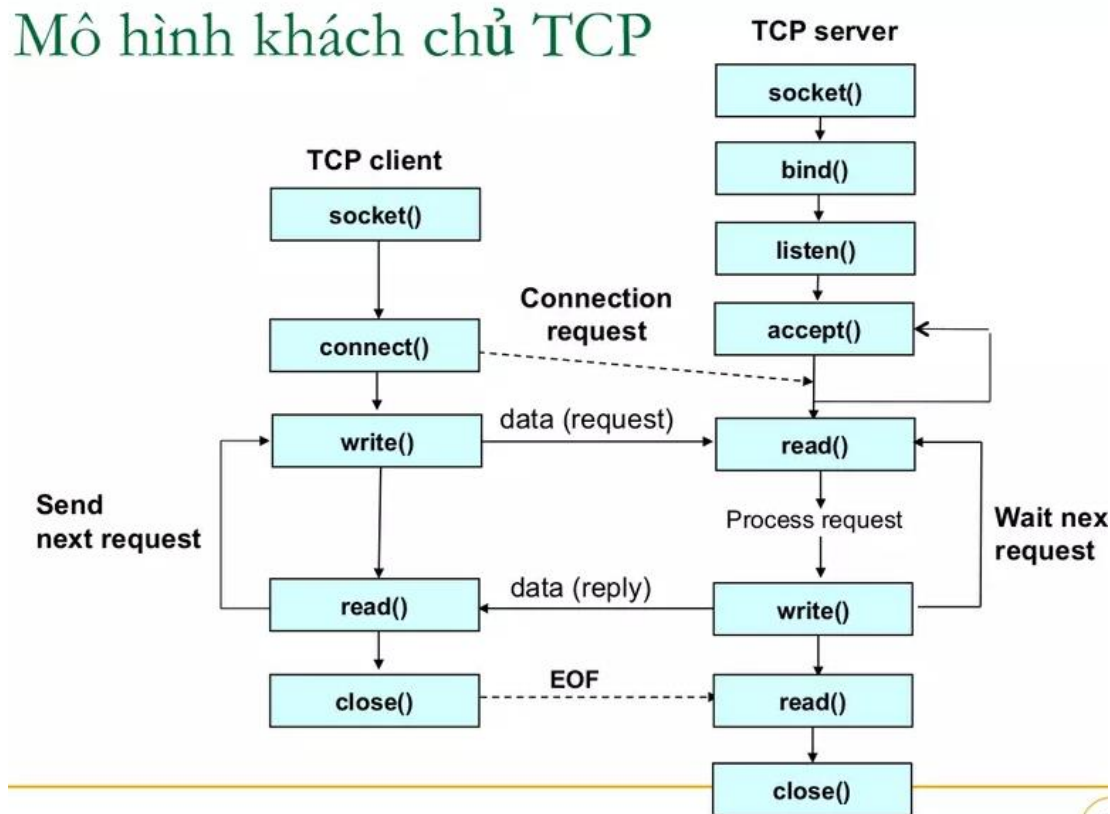 Mô hình khách chủ TCP
TCP server
socket()
bind()
listen()
accept()
TCP client
socket()
connect()
Connection
request
write()
data (request)
read()
Send
next request
Process request
Wait nex
request
read()
data (reply)
write()
close()
EOF
read()
close()